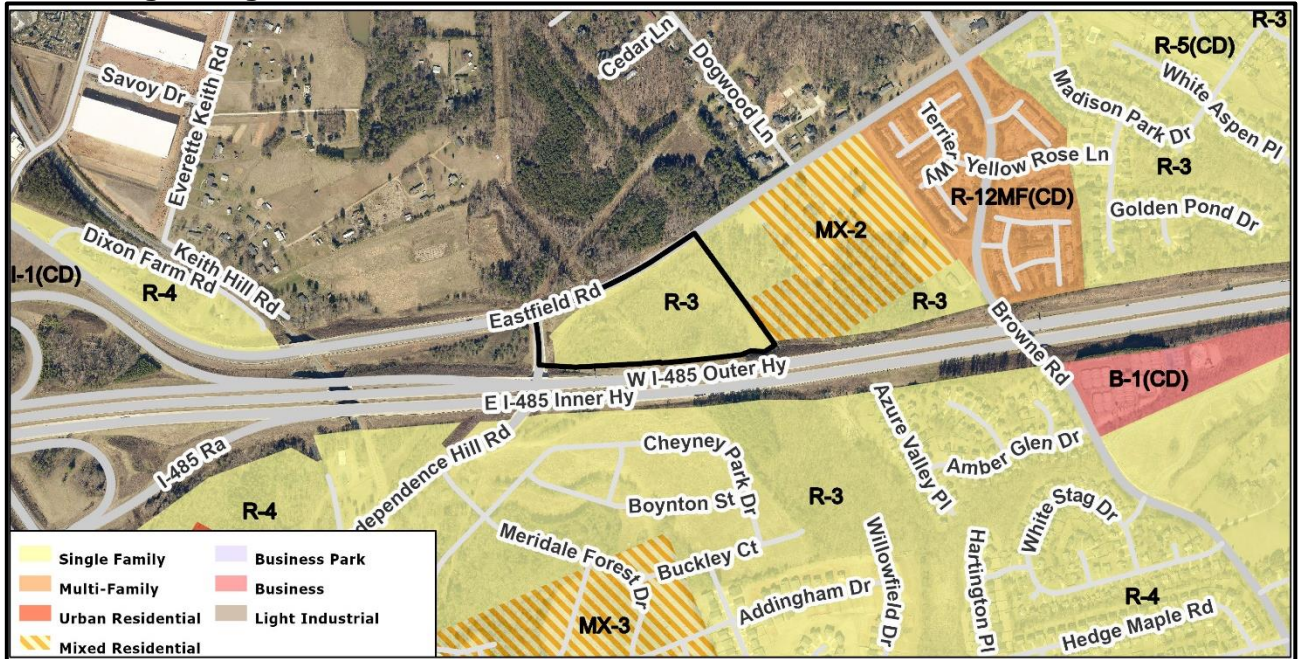 R-3
R-5(CD)
Savoy Dr
Everette Keith Rd
Cedar Ln
Dogwood Ln
Madison Park Dr
White Aspen Pl
Terrier Wy
Yellow Rose Ln
R-3
R-12MF(CD)
Golden Pond Dr
MX-2
I-1(CD)
Dixon Farm Rd
Keith Hill Rd
R-4
Eastfield Rd
R-3
R-3
Browne Rd
W I-485 Outer Hy
E I-485 Inner Hy
B-1(CD)
I-485 Ra
dependence Hill Rd
Cheyney Park Dr
Azure Valley Pl
Amber Glen Dr
R-4
Boynton St
R-3
White Stag Dr
Meridale Forest Dr
Buckley Ct
Willowfield Dr
Hartington Pl
Addingham Dr
MX-3
R-4
Hedge Maple Rd
Single Family
Multi-Family
Urban Residential
Mixed Residential
Business Park
Business
Light Industrial